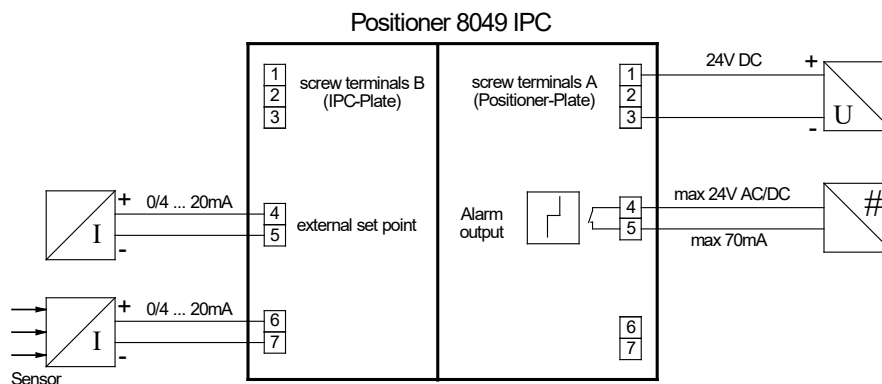 Positioner 8049 IPC
1
2
3
screw terminals B
(IPC-Plate)
screw terminals A
(Positioner-Plate)
1
2
3
24V DC
+
-
U
+
-
I
0/4 ... 20mA
4
5
external set point
Alarm
output
4
5
max 24V AC/DC
max 70mA
#
+
-
I
0/4 ... 20mA
6
7
6
7
Sensor